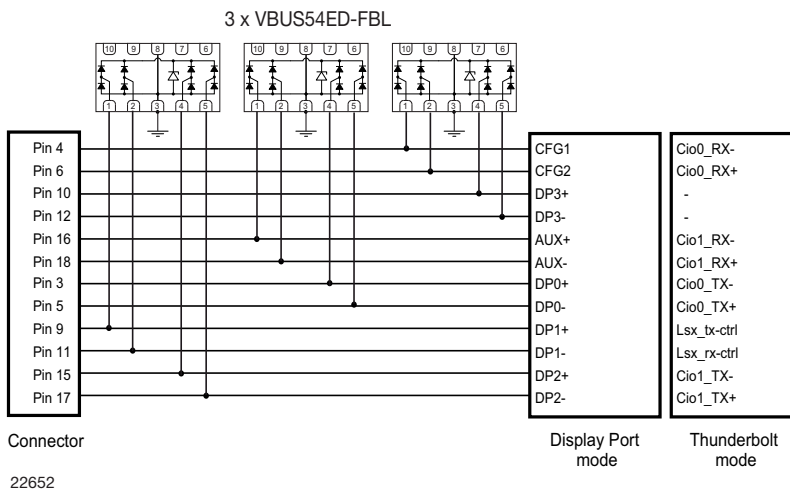 3 x VBUS54ED-FBL
10 9 8 7 6
10 9 8 7 6
10 9 8 7 6
1 2 3 4 5
1 2 3 4 5
1 2 3 4 5
Pin 4 CFG1 Cio0_RX-
Pin 6 CFG2 Cio0_RX+
Pin 10 DP3+ -
Pin 12 DP3- -
Pin 16 AUX+ Cio1_RX-
Pin 18 AUX- Cio1_RX+
Pin 3 DP0+ Cio0_TX-
Pin 5 DP0- Cio0_TX+
Pin 9 DP1+ Lsx_tx-ctrl
Pin 11 DP1- Lsx_rx-ctrl
Pin 15 DP2+ Cio1_TX-
Pin 17 DP2- Cio1_TX+
Connector
Display Port
mode
Thunderbolt
mode
22652